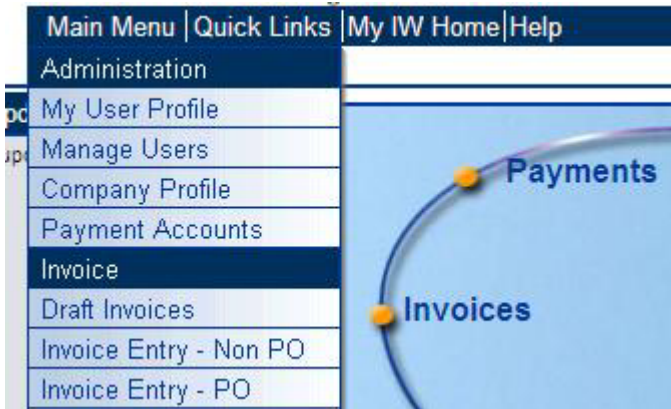 Main Menu |Quick Links |My IW Home|Help
Administration
My User Profile
Manage Users
Company Profile
Payment Accounts
Invoice
Draft Invoices
Invoice Entry - Non PO
Invoice Entry - PO
Payments
Invoices